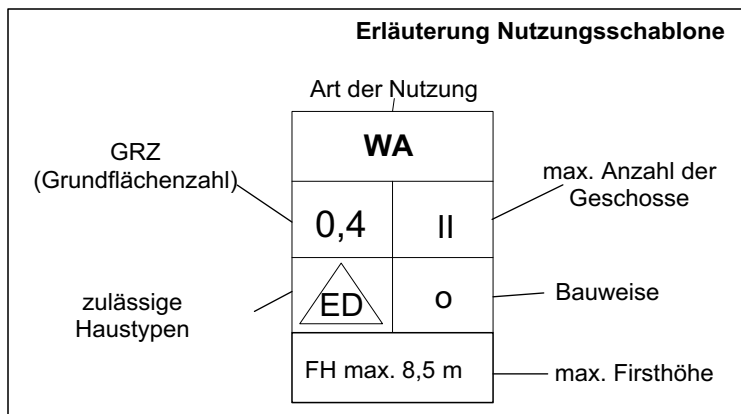 Erläuterung Nutzungsschablone
Art der Nutzung
WA
GRZ
(Grundflächenzahl)
max. Anzahl der
Geschosse
0,4
II
zulässige
Haustypen
ED
o
Bauweise
FH max. 8,5 m
max. Firsthöhe